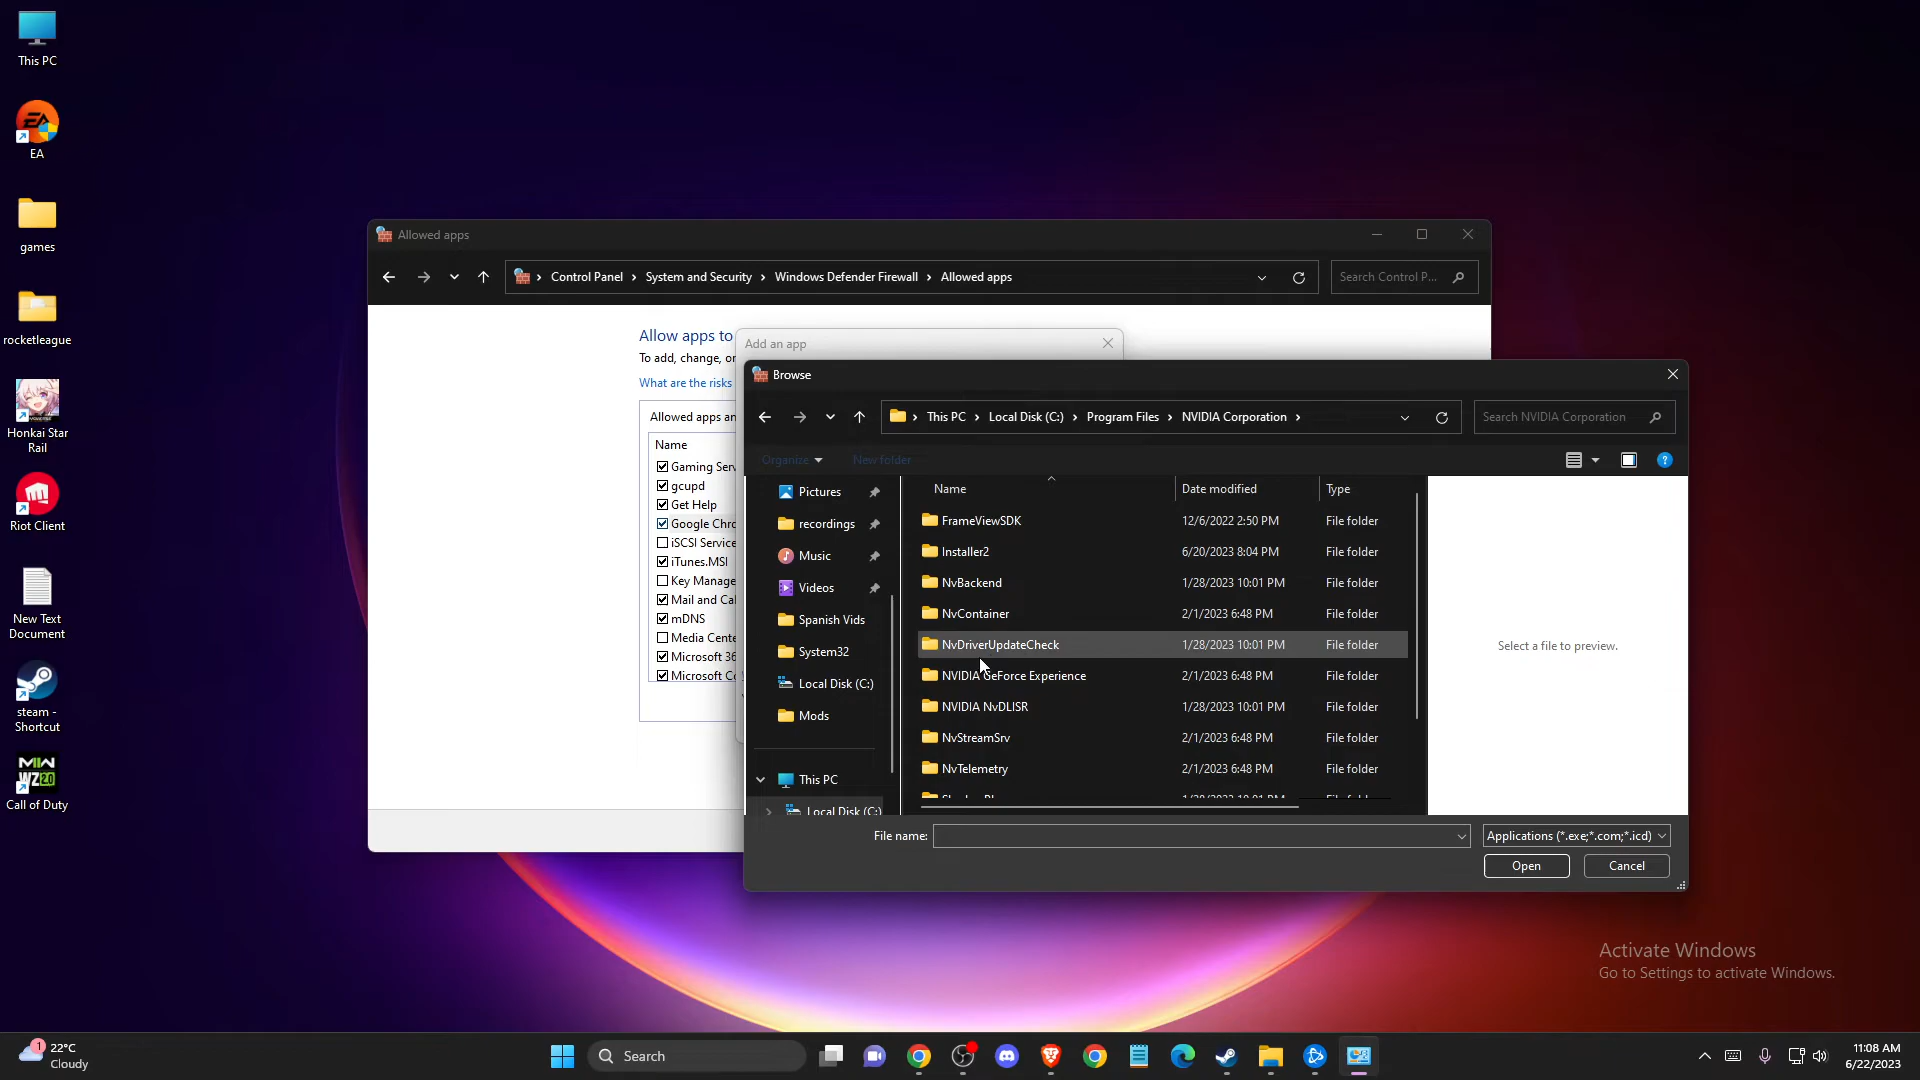 This PC
EA
games
rocketleague
Honkai Star
Rail
Riot Client
New Text
Document
steam -
Shortcut
Call of Duty
Allowed apps
Control Panel
System and Security
Windows Defender Firewall
Allowed apps
Search Control P...
Allow apps to
To add, change, or
What are the risks
Allowed apps an
Name
Gaming Serv
gcupd
Get Help
Google Chro
iSCSI Service
iTunes.MSI
Key Manage
Mail and Cal
mDNS
Media Cente
Microsoft 36
Microsoft Co
Add an app
Browse
This PC
Local Disk (C:)
Program Files
NVIDIA Corporation
Search NVIDIA Corporation
Organize
New folder
Pictures
recordings
Music
Videos
Spanish Vids
System32
Local Disk (C:)
Mods
This PC
Local Disk (C:)
Name Date modified Type
FrameViewSDK 12/6/2022 2:50 PM File folder
Installer2 6/20/2023 8:04 PM File folder
NvBackend 1/28/2023 10:01 PM File folder
NvContainer 2/1/2023 6:48 PM File folder
NvDriverUpdateCheck 1/28/2023 10:01 PM File folder
NVIDIA GeForce Experience 2/1/2023 6:48 PM File folder
NVIDIA NvDLISR 1/28/2023 10:01 PM File folder
NvStreamSrv 2/1/2023 6:48 PM File folder
NvTelemetry 2/1/2023 6:48 PM File folder
Select a file to preview.
File name:
Applications (*.exe;*.com;*.icd)
Open
Cancel
Activate Windows
Go to Settings to activate Windows.
1
22°C
Cloudy
Search
11:08 AM
6/22/2023